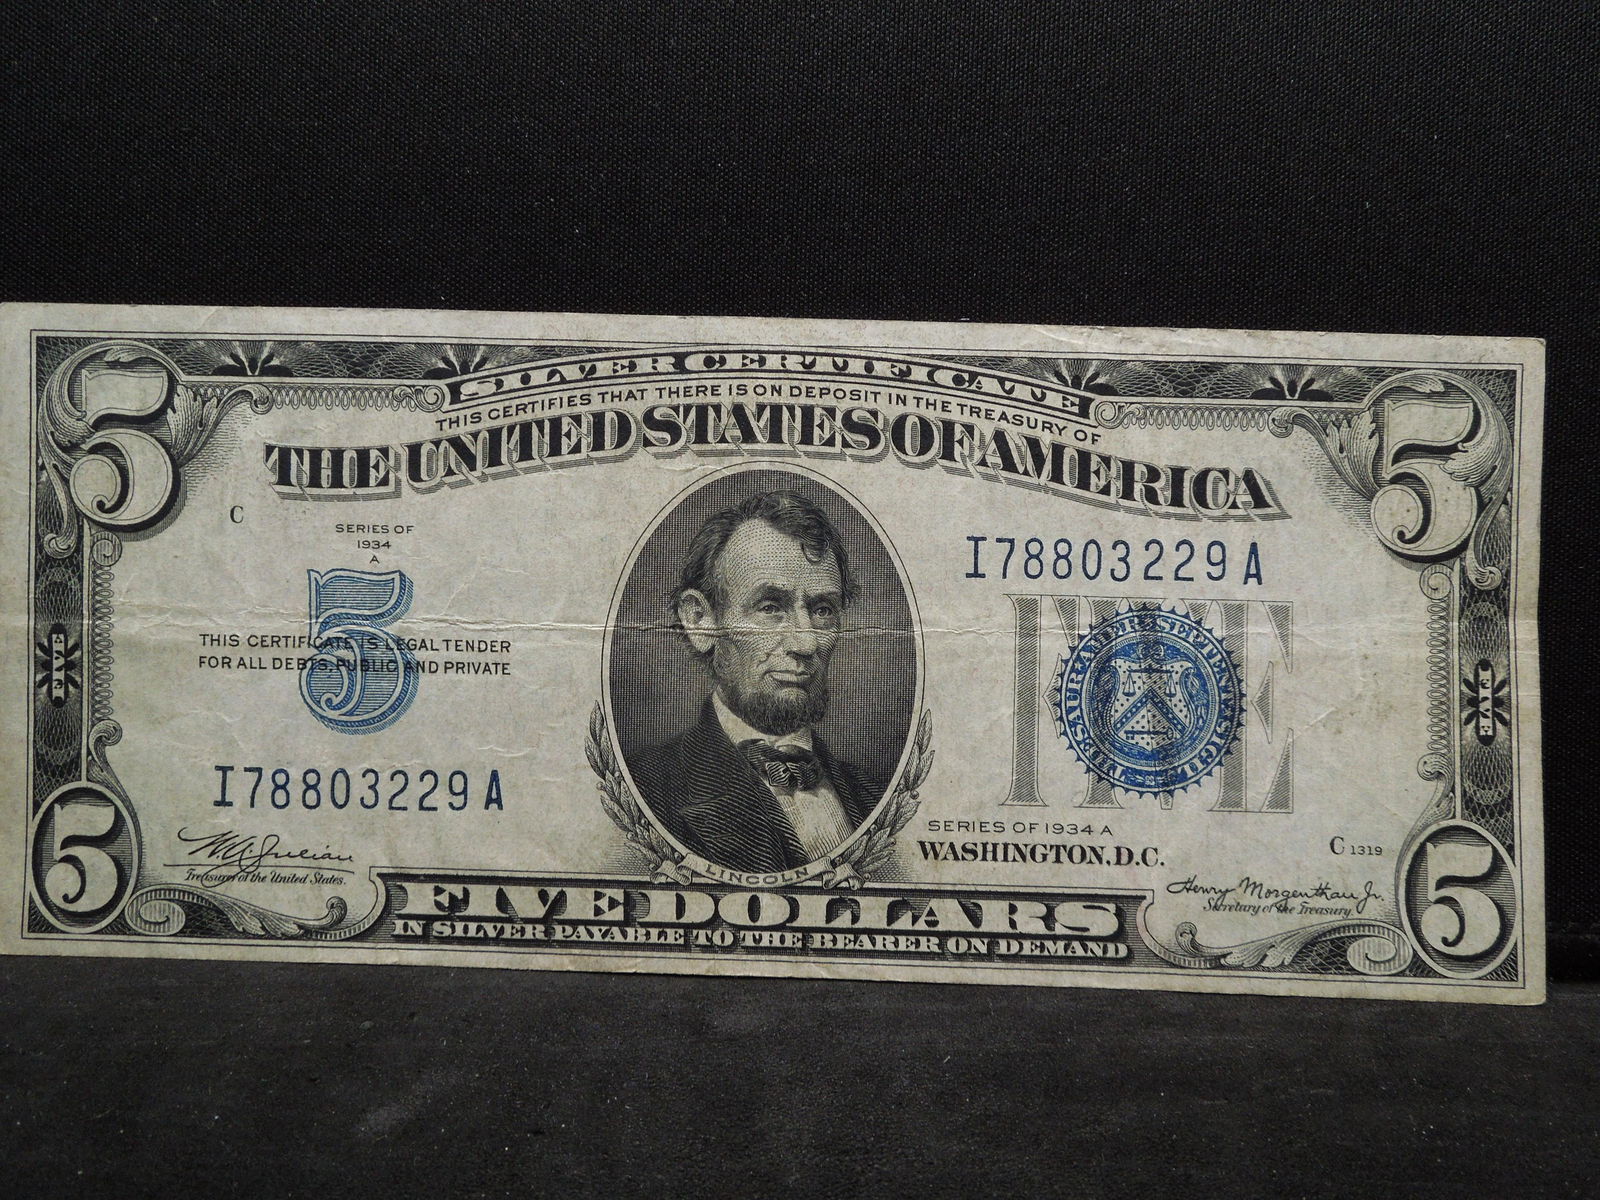 5 5
SILVER CERTIFICATE
THIS CERTIFIES THAT THERE IS ON DEPOSIT IN THE TREASURY OF
THE UNITED STATES OF AMERICA
C
SERIES OF
1934
A
I78803229A
5
FIVE
THIS CERTIFICATE IS LEGAL TENDER
FOR ALL DEBTS, PUBLIC AND PRIVATE
FIVE
FIVE
I78803229A
SERIES OF 1934 A
WASHINGTON, D.C.
C 1319
W. A. Julian
Treasurer of the United States.
LINCOLN
Henry Morgenthau Jr.
Secretary of the Treasury.
5 5
FIVE DOLLARS
IN SILVER PAYABLE TO THE BEARER ON DEMAND